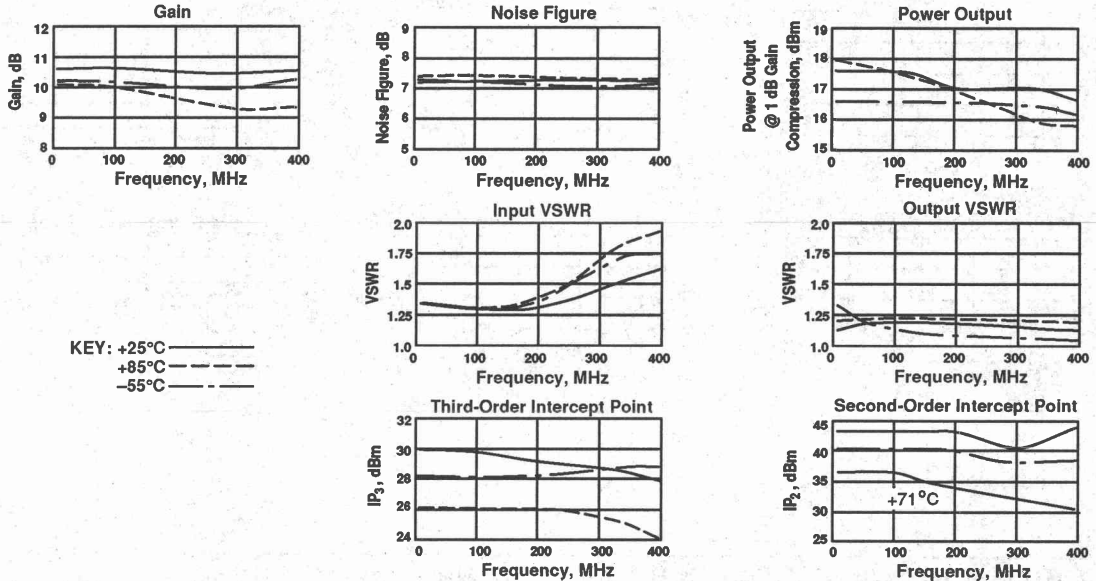 Gain
12
11
10
9
8
Gain, dB
0 100 200 300 400
Frequency, MHz
Noise Figure
9
8
7
6
5
Noise Figure, dB
0 100 200 300 400
Frequency, MHz
Power Output
18
17
16
15
19
Power Output
@ 1 dB Gain
Compression, dBm
0 100 200 300 400
Frequency, MHz
KEY: +25°C
+85°C
–55°C
Input VSWR
2.0
1.75
1.5
1.25
1.0
VSWR
0 100 200 300 400
Frequency, MHz
Output VSWR
2.0
1.75
1.5
1.25
1.0
VSWR
0 100 200 300 400
Frequency, MHz
Third-Order Intercept Point
32
30
28
26
24
IP3, dBm
0 100 200 300 400
Frequency, MHz
Second-Order Intercept Point
45
40
35
30
25
IP2, dBm
+71°C
0 100 200 300 400
Frequency, MHz